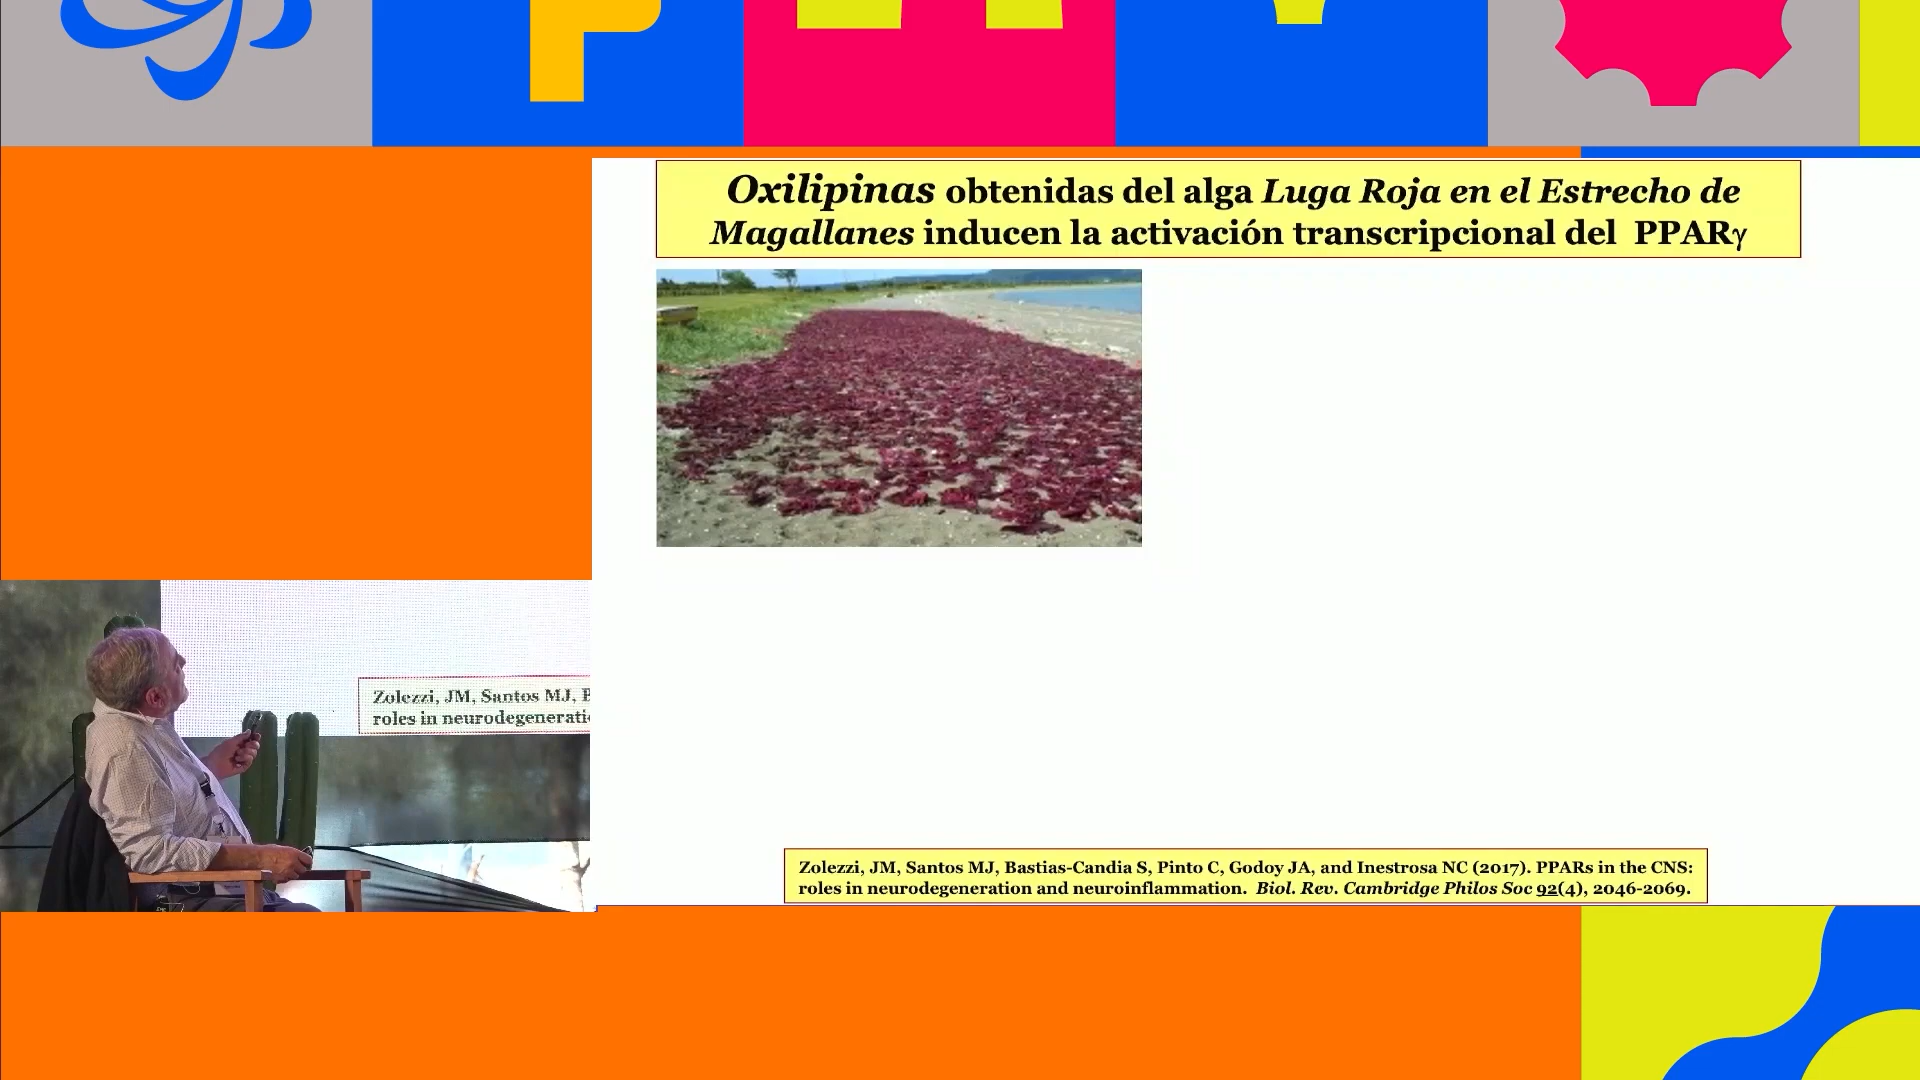 Oxilipinas obtenidas del alga Luga Roja en el Estrecho de
Magallanes inducen la activación transcripcional del PPARγ
Zolezzi, JM, Santos MJ, B
roles in neurodegenerati
Zolezzi, JM, Santos MJ, Bastias-Candia S, Pinto C, Godoy JA, and Inestrosa NC (2017). PPARs in the CNS:
roles in neurodegeneration and neuroinflammation. Biol. Rev. Cambridge Philos Soc 92(4), 2046-2069.